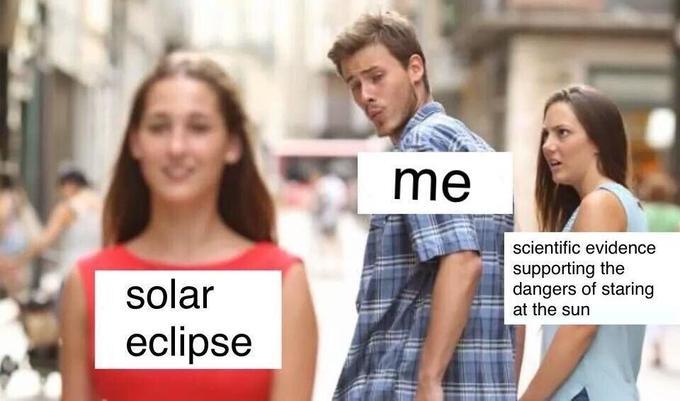 solar
eclipse
me
scientific evidence
supporting the
dangers of staring
at the sun